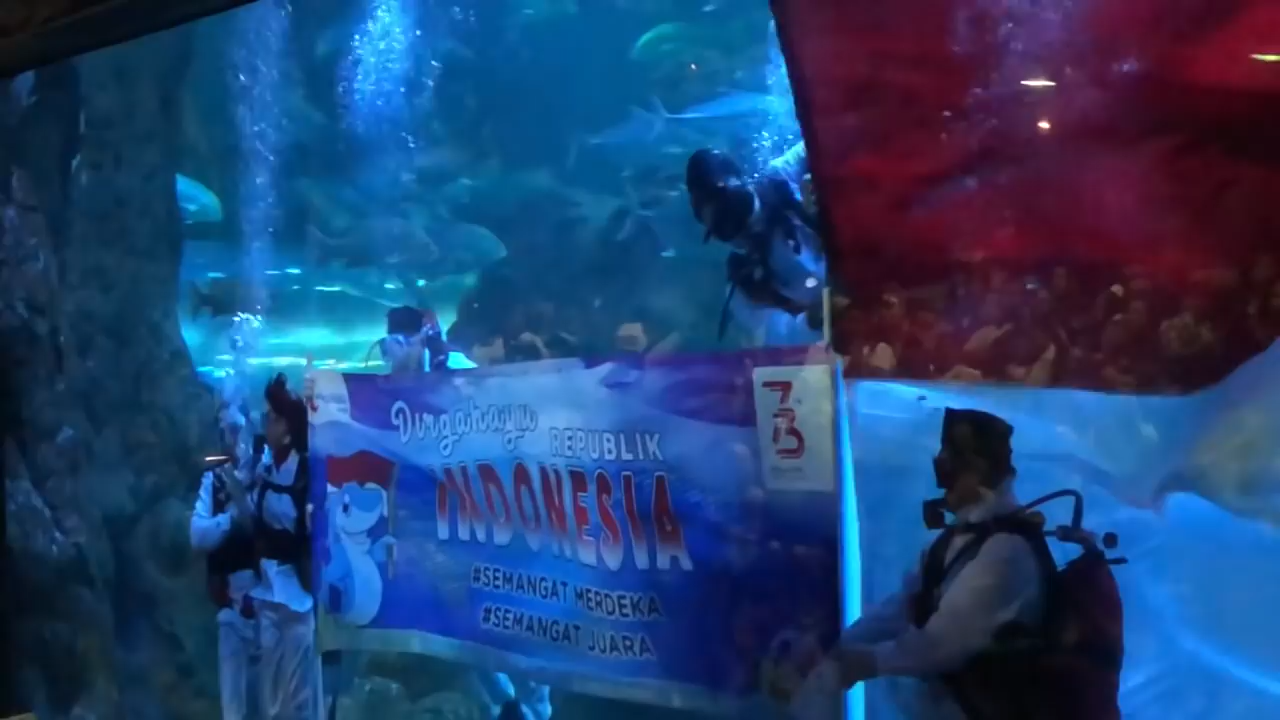 Dirgahayu
REPUBLIK
INDONESIA
#SEMANGAT MERDEKA
#SEMANGAT JUARA
73